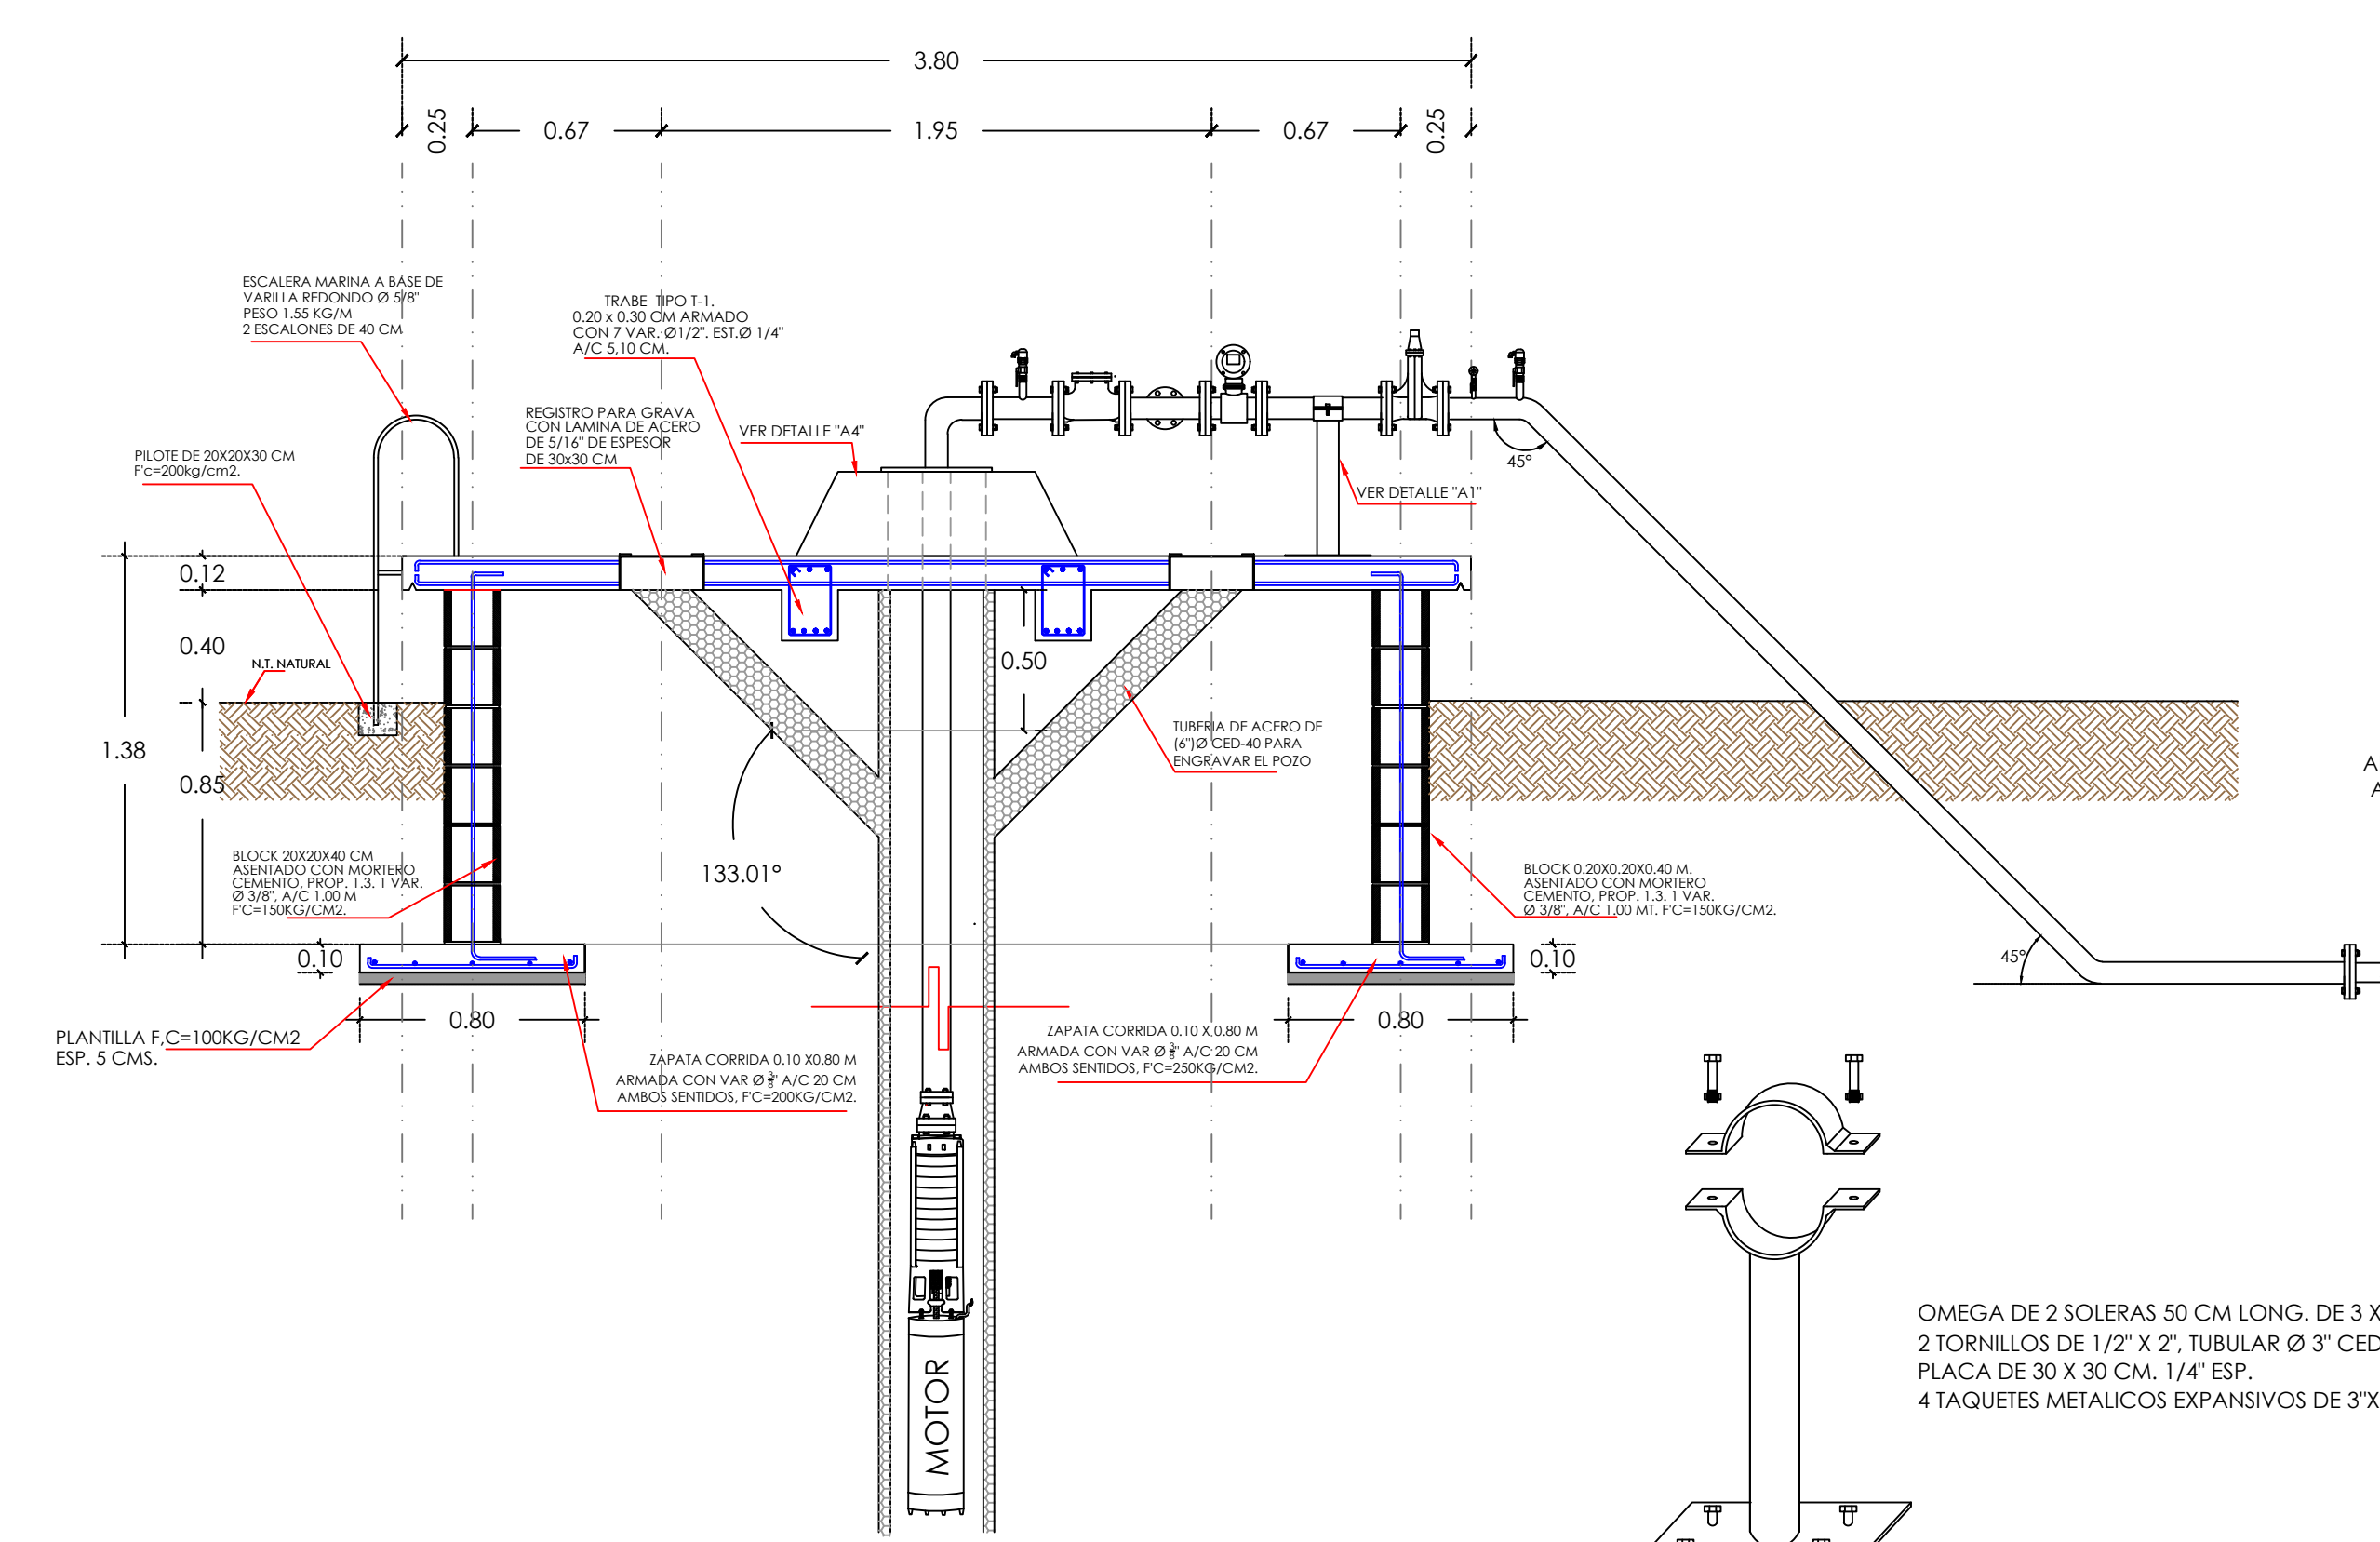 3.80
0.25
0.67
1.95
0.67
0.25
ESCALERA MARINA A BASE DE
VARILLA REDONDO Ø 5/8"
PESO 1.55 KG/M
2 ESCALONES DE 40 CM
TRABE TIPO T-1.
0.20 x 0.30 CM ARMADO
CON 7 VAR. Ø1/2". EST.Ø 1/4"
A/C 5,10 CM.
REGISTRO PARA GRAVA
CON LAMINA DE ACERO
DE 5/16" DE ESPESOR
DE 30x30 CM
VER DETALLE "A4"
PILOTE DE 20X20X30 CM
F'c=200kg/cm2.
45°
VER DETALLE "A1"
0.12
0.40
N.T. NATURAL
0.50
1.38
0.85
TUBERIA DE ACERO DE
(6")Ø CED-40 PARA
ENGRAVAR EL POZO
A
A
133.01°
BLOCK 20X20X40 CM
ASENTADO CON MORTERO
CEMENTO, PROP. 1.3. 1 VAR.
Ø 3/8", A/C 1.00 M
F'C=150KG/CM2.
BLOCK 0.20X0.20X0.40 M.
ASENTADO CON MORTERO
CEMENTO, PROP. 1.3. 1 VAR.
Ø 3/8", A/C 1.00 MT. F'C=150KG/CM2.
0.10
0.10
45°
0.80
0.80
PLANTILLA F,C=100KG/CM2
ESP. 5 CMS.
ZAPATA CORRIDA 0.10 X0.80 M
ARMADA CON VAR Ø 3/8" A/C 20 CM
AMBOS SENTIDOS, F'C=200KG/CM2.
ZAPATA CORRIDA 0.10 X 0.80 M
ARMADA CON VAR Ø 3/8" A/C 20 CM
AMBOS SENTIDOS, F'C=250KG/CM2.
MOTOR
OMEGA DE 2 SOLERAS 50 CM LONG. DE 3 X
2 TORNILLOS DE 1/2" X 2", TUBULAR Ø 3" CED
PLACA DE 30 X 30 CM. 1/4" ESP.
4 TAQUETES METALICOS EXPANSIVOS DE 3"X